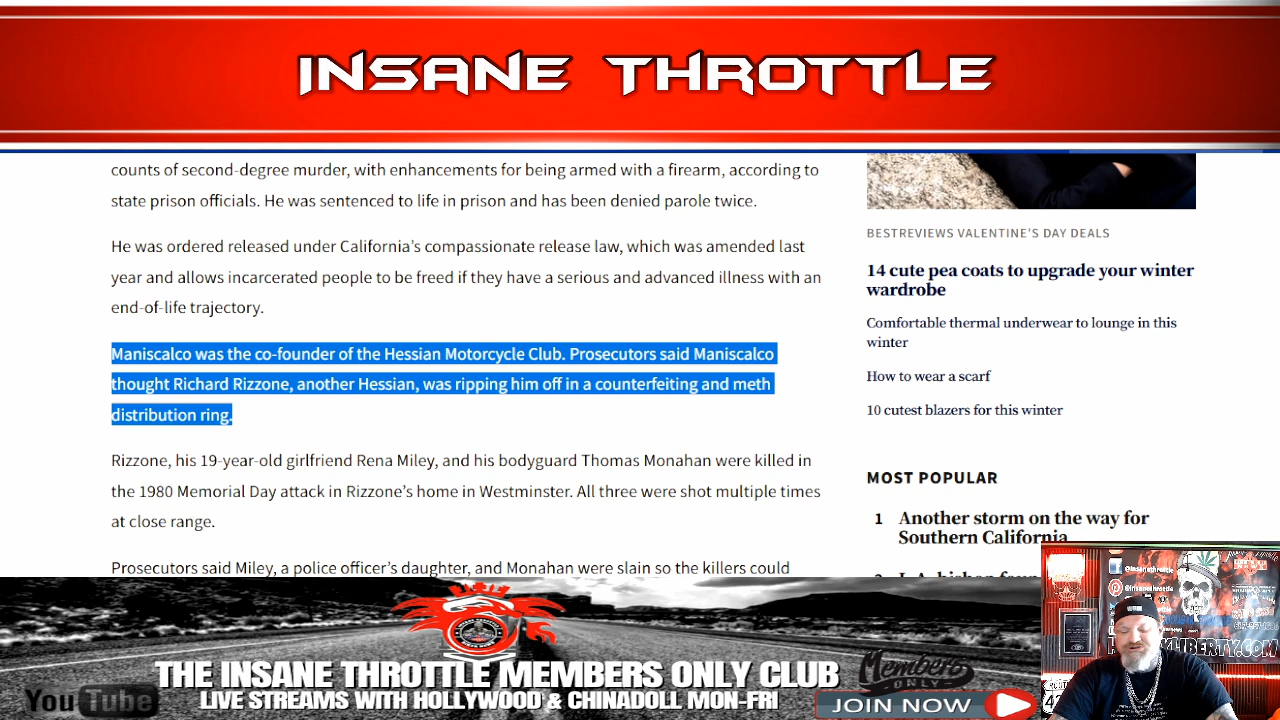 INSANE THROTTLE
counts of second-degree murder, with enhancements for being armed with a firearm, according to
state prison officials. He was sentenced to life in prison and has been denied parole twice.
He was ordered released under California’s compassionate release law, which was amended last
year and allows incarcerated people to be freed if they have a serious and advanced illness with an
end-of-life trajectory.
Maniscalco was the co-founder of the Hessian Motorcycle Club. Prosecutors said Maniscalco
thought Richard Rizzone, another Hessian, was ripping him off in a counterfeiting and meth
distribution ring.
Rizzone, his 19-year-old girlfriend Rena Miley, and his bodyguard Thomas Monahan were killed in
the 1980 Memorial Day attack in Rizzone’s home in Westminster. All three were shot multiple times
at close range.
Prosecutors said Miley, a police officer’s daughter, and Monahan were slain so the killers could
BESTREVIEWS VALENTINE’S DAY DEALS
14 cute pea coats to upgrade your winter
wardrobe
Comfortable thermal underwear to lounge in this
winter
How to wear a scarf
10 cutest blazers for this winter
MOST POPULAR
1 Another storm on the way for
Southern California
THE INSANE THROTTLE MEMBERS ONLY CLUB
LIVE STREAMS WITH HOLLYWOOD & CHINADOLL MON-FRI
YouTube
Members
ONLY
JOIN NOW
@insanethrottle